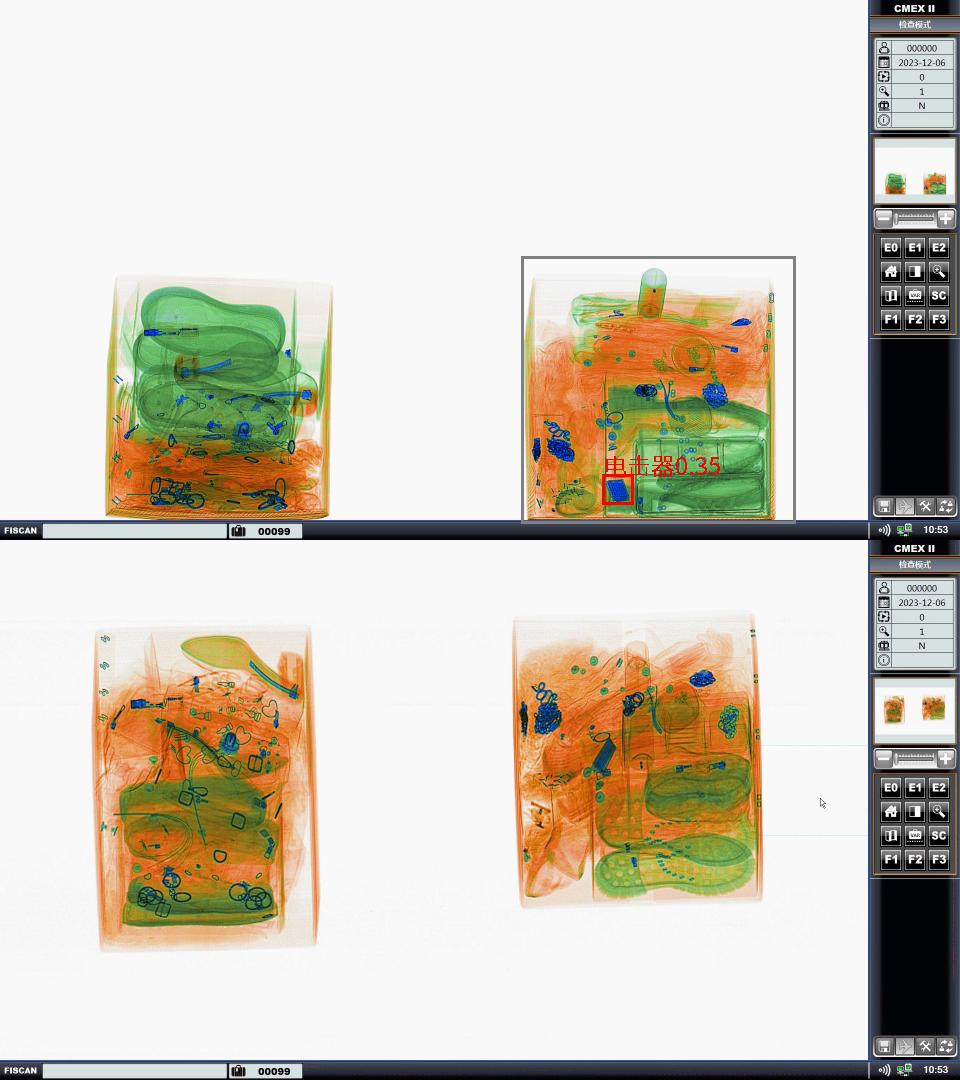 CMEX II
检查模式
000000
2023-12-06
0
1
N
E0 E1 E2
VAR SC
F1 F2 F3
电击器0.35
FISCAN 00099 10:53
CMEX II
检查模式
000000
2023-12-06
0
1
N
E0 E1 E2
VAR SC
F1 F2 F3
FISCAN 00099 10:53